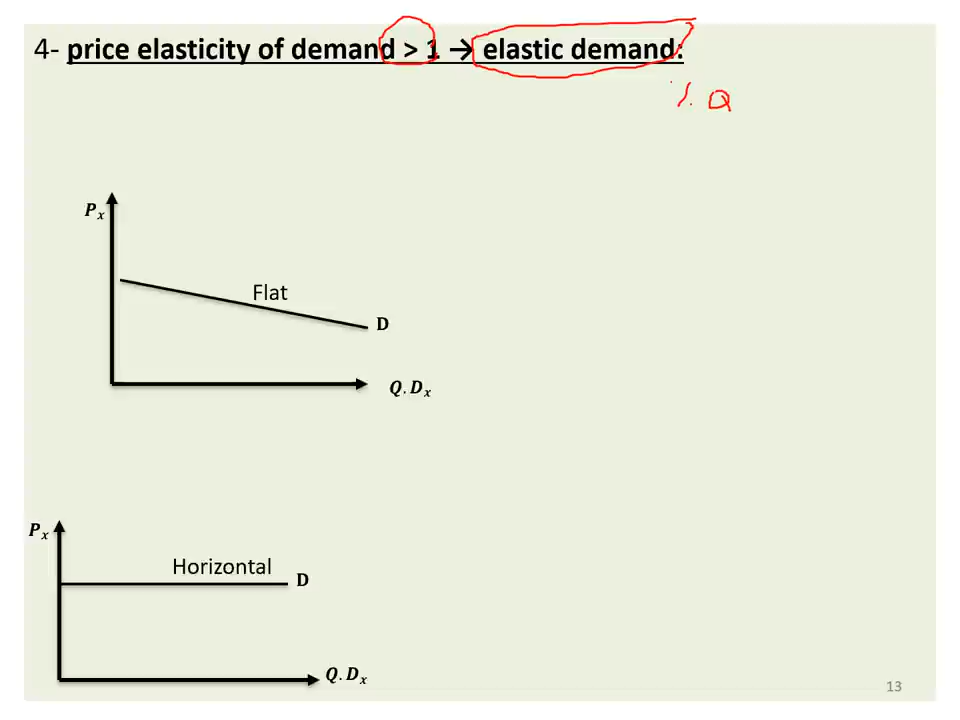 4- price elasticity of demand > 1 → elastic demand:
٪ Q
Pₓ
Flat
D
Q.Dₓ
Pₓ
Horizontal
D
Q.Dₓ
13